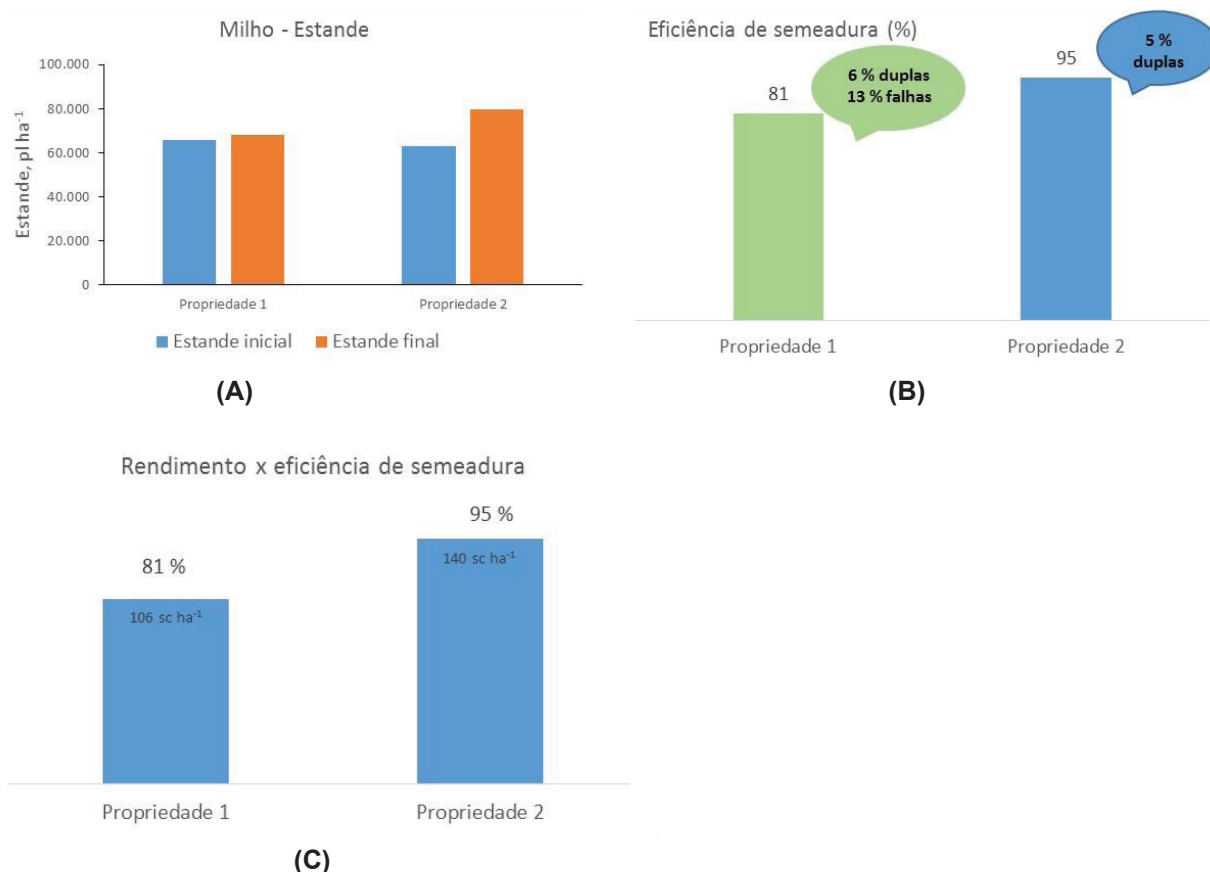 Milho - Estande
Estande, pl ha⁻¹
100.000
80.000
60.000
40.000
20.000
0
Propriedade 1
Propriedade 2
Estande inicial
Estande final
(A)
Eficiência de semeadura (%)
81
6 % duplas
13 % falhas
95
5 %
duplas
Propriedade 1
Propriedade 2
(B)
Rendimento x eficiência de semeadura
81 %
106 sc ha⁻¹
95 %
140 sc ha⁻¹
Propriedade 1
Propriedade 2
(C)